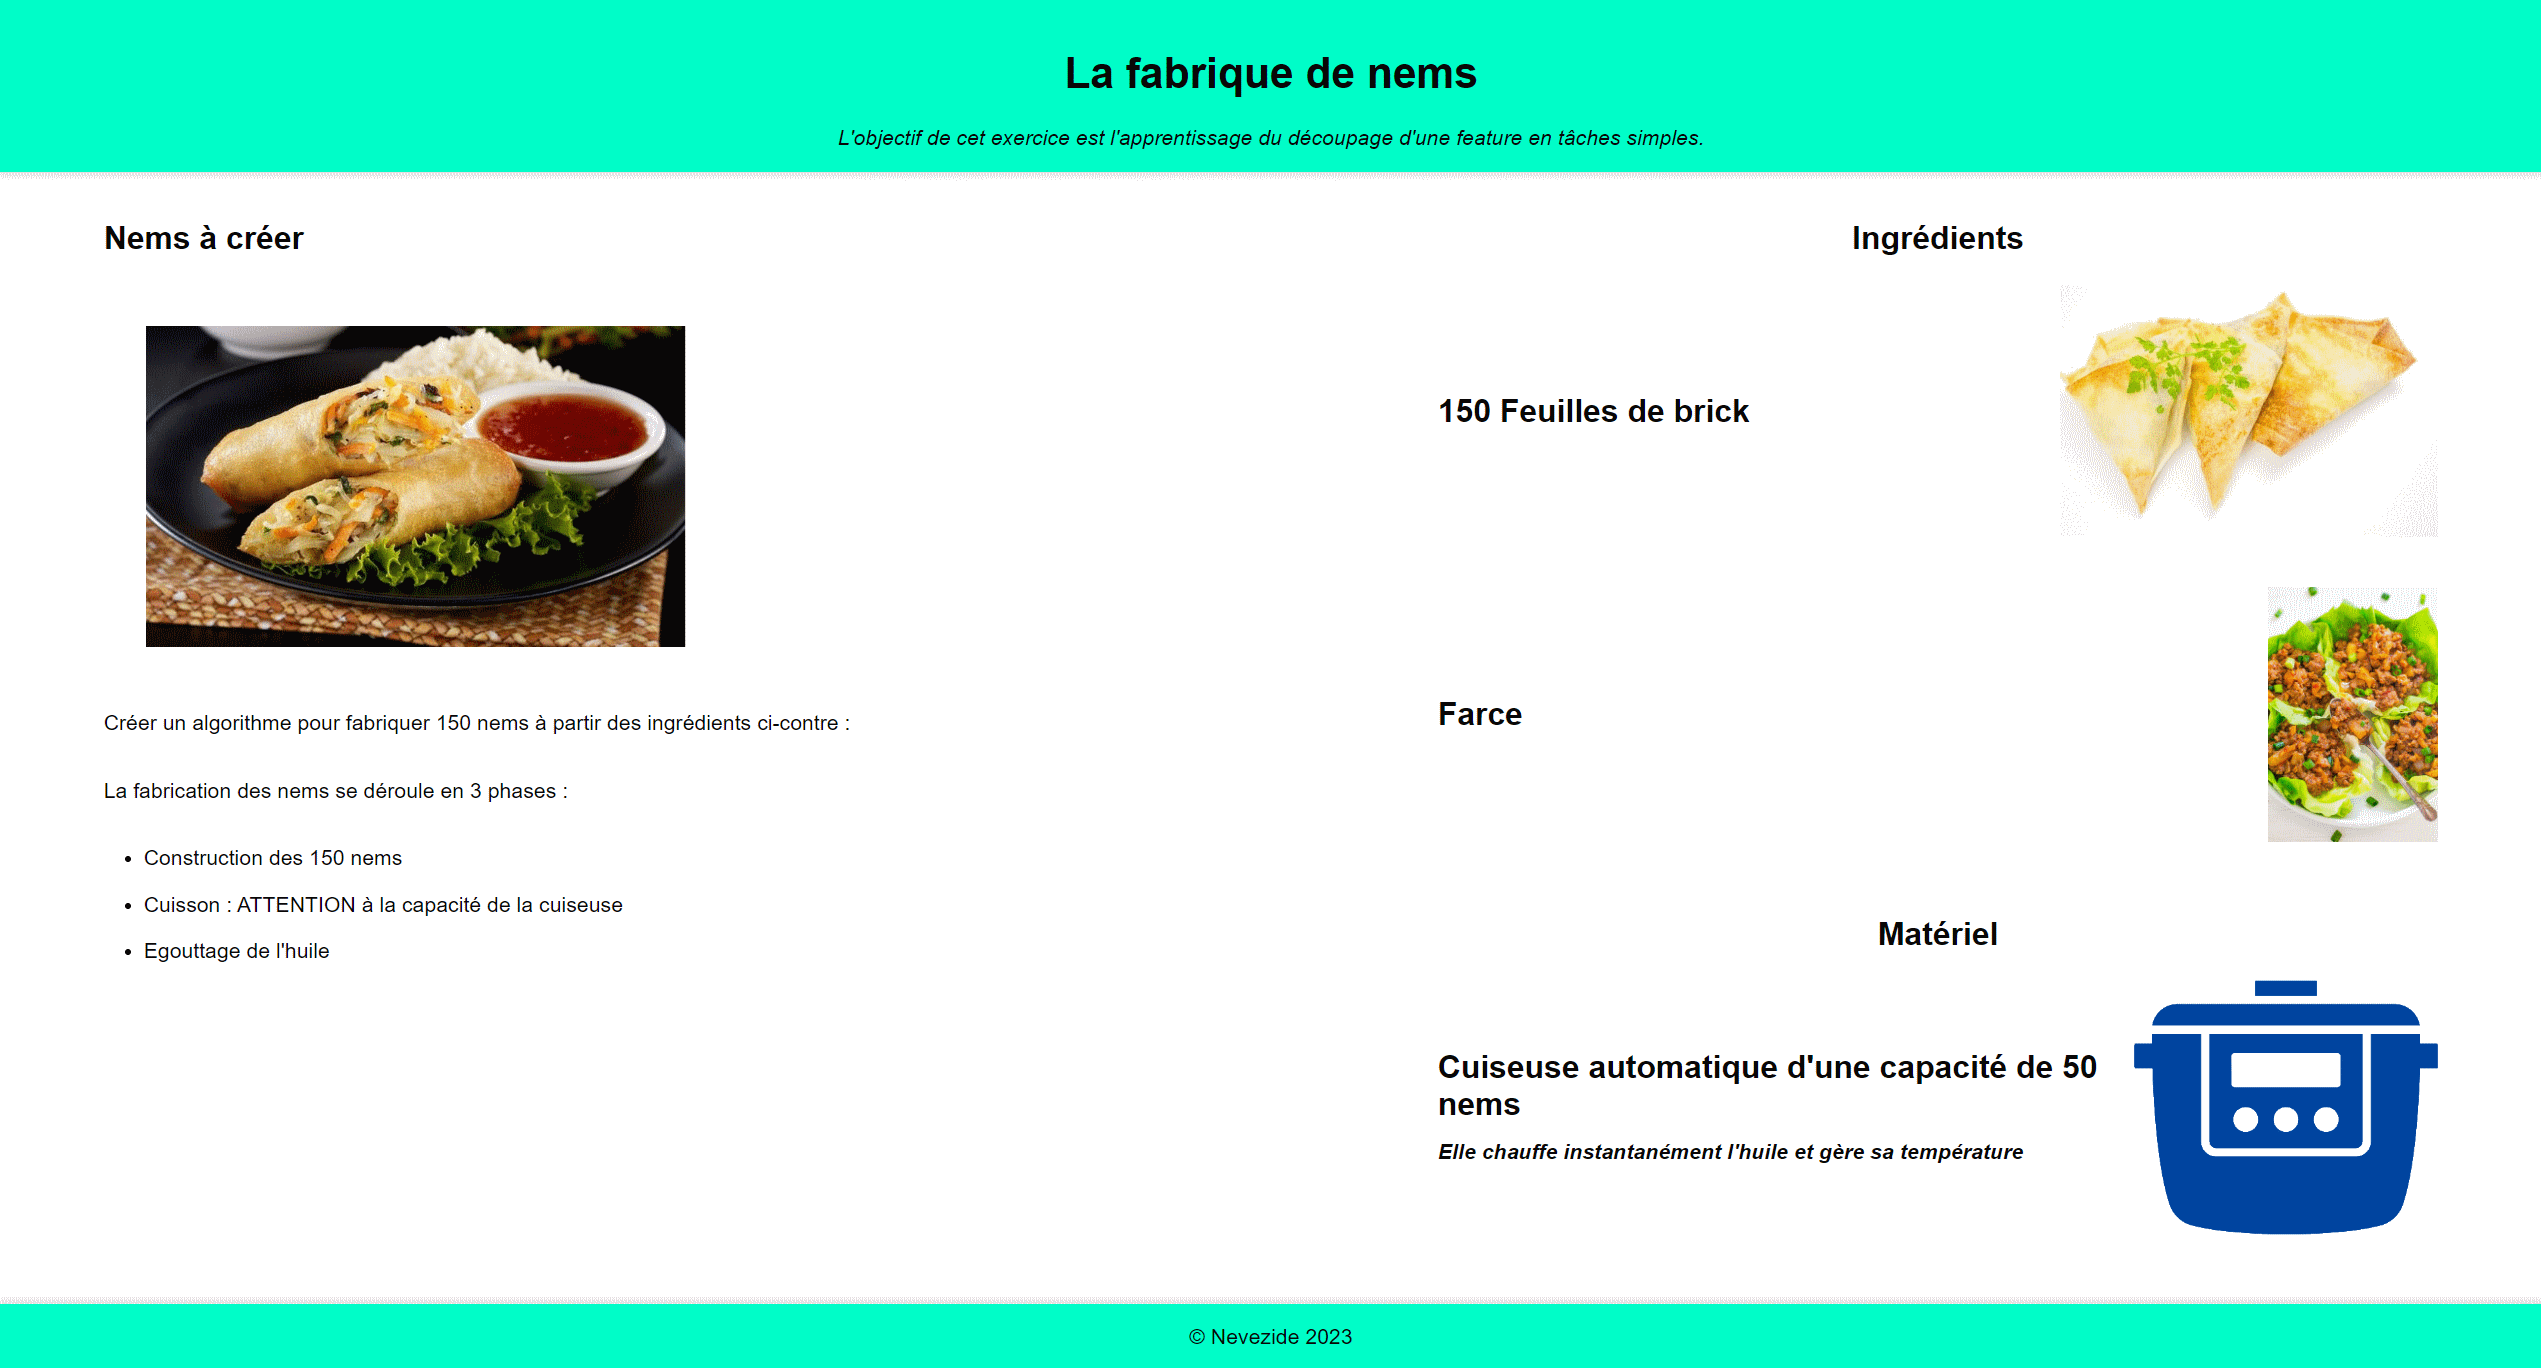 La fabrique de nems
L'objectif de cet exercice est l'apprentissage du découpage d'une feature en tâches simples.
Nems à créer
Créer un algorithme pour fabriquer 150 nems à partir des ingrédients ci-contre :
La fabrication des nems se déroule en 3 phases :
• Construction des 150 nems
• Cuisson : ATTENTION à la capacité de la cuiseuse
• Egouttage de l'huile
Ingrédients
150 Feuilles de brick
Farce
Matériel
Cuiseuse automatique d'une capacité de 50
nems
Elle chauffe instantanément l'huile et gère sa température
© Nevezide 2023